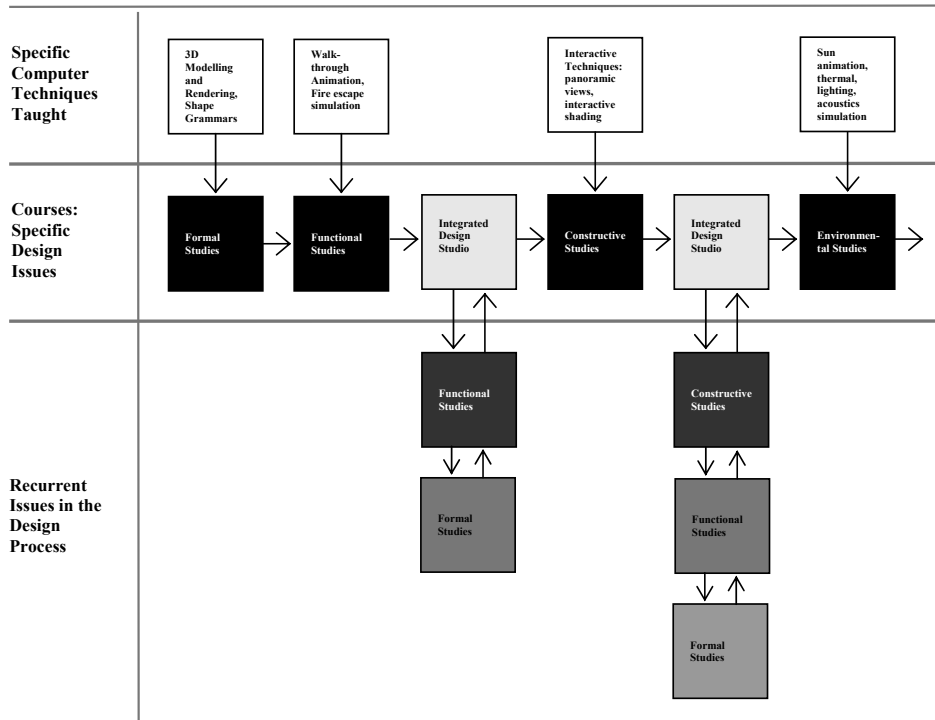 Specific
Computer
Techniques
Taught
3D
Modelling
and
Rendering,
Shape
Grammars
Walk-
through
Animation,
Fire escape
simulation
Interactive
Techniques:
panoramic
views,
interactive
shading
Sun
animation,
thermal,
lighting,
acoustics
simulation
Courses:
Specific
Design
Issues
Formal
Studies
Functional
Studies
Integrated
Design
Studio
Constructive
Studies
Integrated
Design
Studio
Environmen-
tal Studies
Recurrent
Issues in the
Design
Process
Functional
Studies
Formal
Studies
Constructive
Studies
Functional
Studies
Formal
Studies